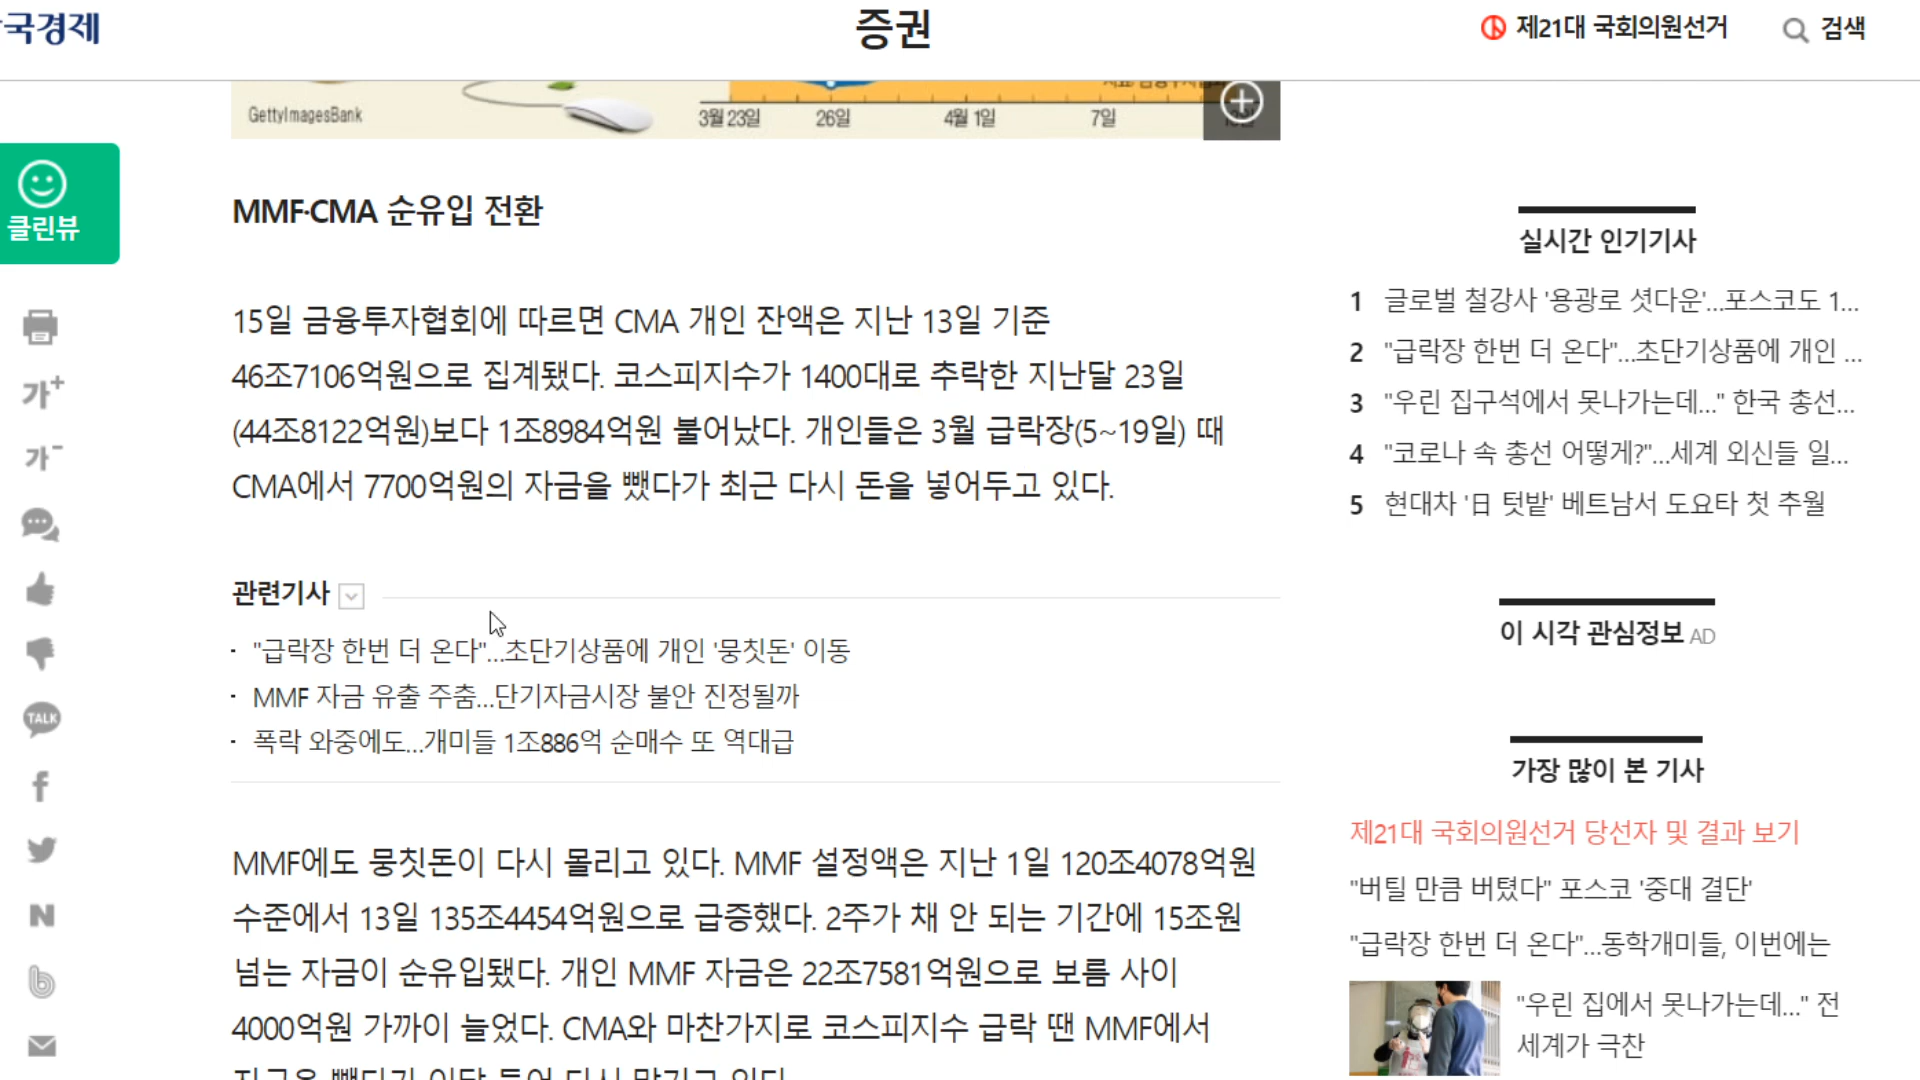 국경제
증권
제21대 국회의원선거
검색
GettyImagesBank
3월 23일
26일
4월 1일
7일
클린뷰
MMF·CMA 순유입 전환
15일 금융투자협회에 따르면 CMA 개인 잔액은 지난 13일 기준
46조7106억원으로 집계됐다. 코스피지수가 1400대로 추락한 지난달 23일
(44조8122억원)보다 1조8984억원 불어났다. 개인들은 3월 급락장(5~19일) 때
CMA에서 7700억원의 자금을 뺐다가 최근 다시 돈을 넣어두고 있다.
가+
가-
TALK
관련기사
· "급락장 한번 더 온다"...초단기상품에 개인 '뭉칫돈' 이동
· MMF 자금 유출 주춤...단기자금시장 불안 진정될까
· 폭락 와중에도...개미들 1조886억 순매수 또 역대급
MMF에도 뭉칫돈이 다시 몰리고 있다. MMF 설정액은 지난 1일 120조4078억원
수준에서 13일 135조4454억원으로 급증했다. 2주가 채 안 되는 기간에 15조원
넘는 자금이 순유입됐다. 개인 MMF 자금은 22조7581억원으로 보름 사이
4000억원 가까이 늘었다. CMA와 마찬가지로 코스피지수 급락 땐 MMF에서
실시간 인기기사
1 글로벌 철강사 '용광로 셧다운'...포스코도 1...
2 "급락장 한번 더 온다"...초단기상품에 개인 ...
3 "우린 집구석에서 못나가는데..." 한국 총선...
4 "코로나 속 총선 어떻게?"...세계 외신들 일...
5 현대차 '日 텃밭' 베트남서 도요타 첫 추월
이 시각 관심정보 AD
가장 많이 본 기사
제21대 국회의원선거 당선자 및 결과 보기
"버틸 만큼 버텼다" 포스코 '중대 결단'
"급락장 한번 더 온다"...동학개미들, 이번에는
"우린 집에서 못나가는데..." 전
세계가 극찬